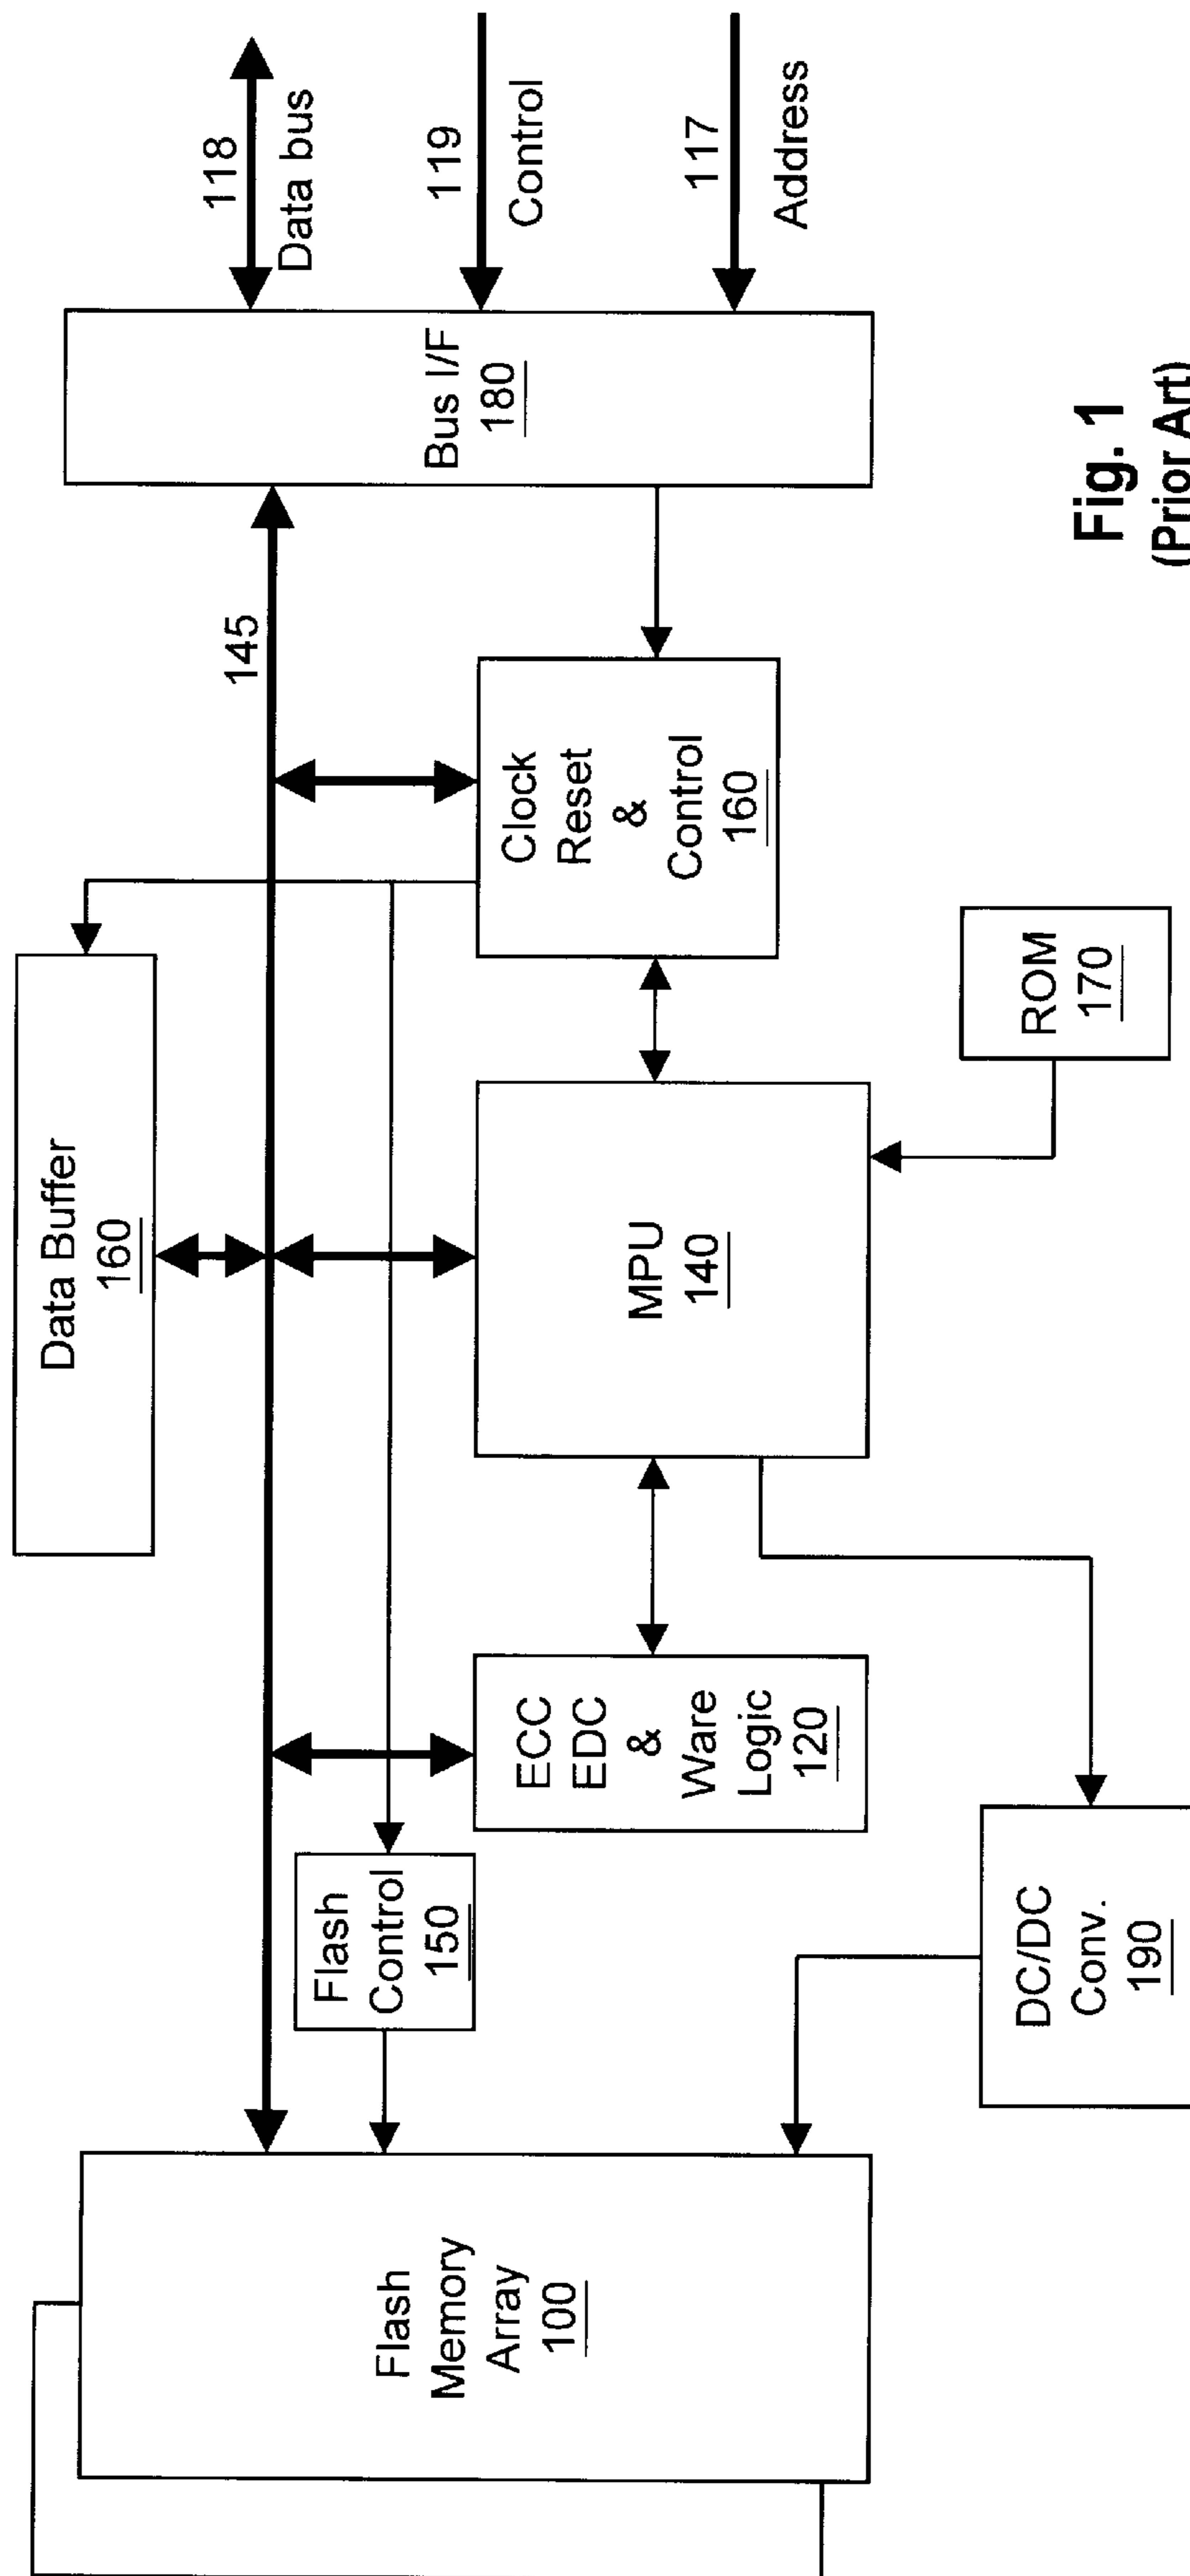 118
Data bus
119
Control
117
Address
Bus I/F
180
145
Clock
Reset
&
Control
160
Data Buffer
160
ROM
170
MPU
140
ECC
EDC
&
Ware
Logic
120
Flash
Control
150
DC/DC
Conv.
190
Flash
Memory
Array
100
Fig. 1
(Prior Art)